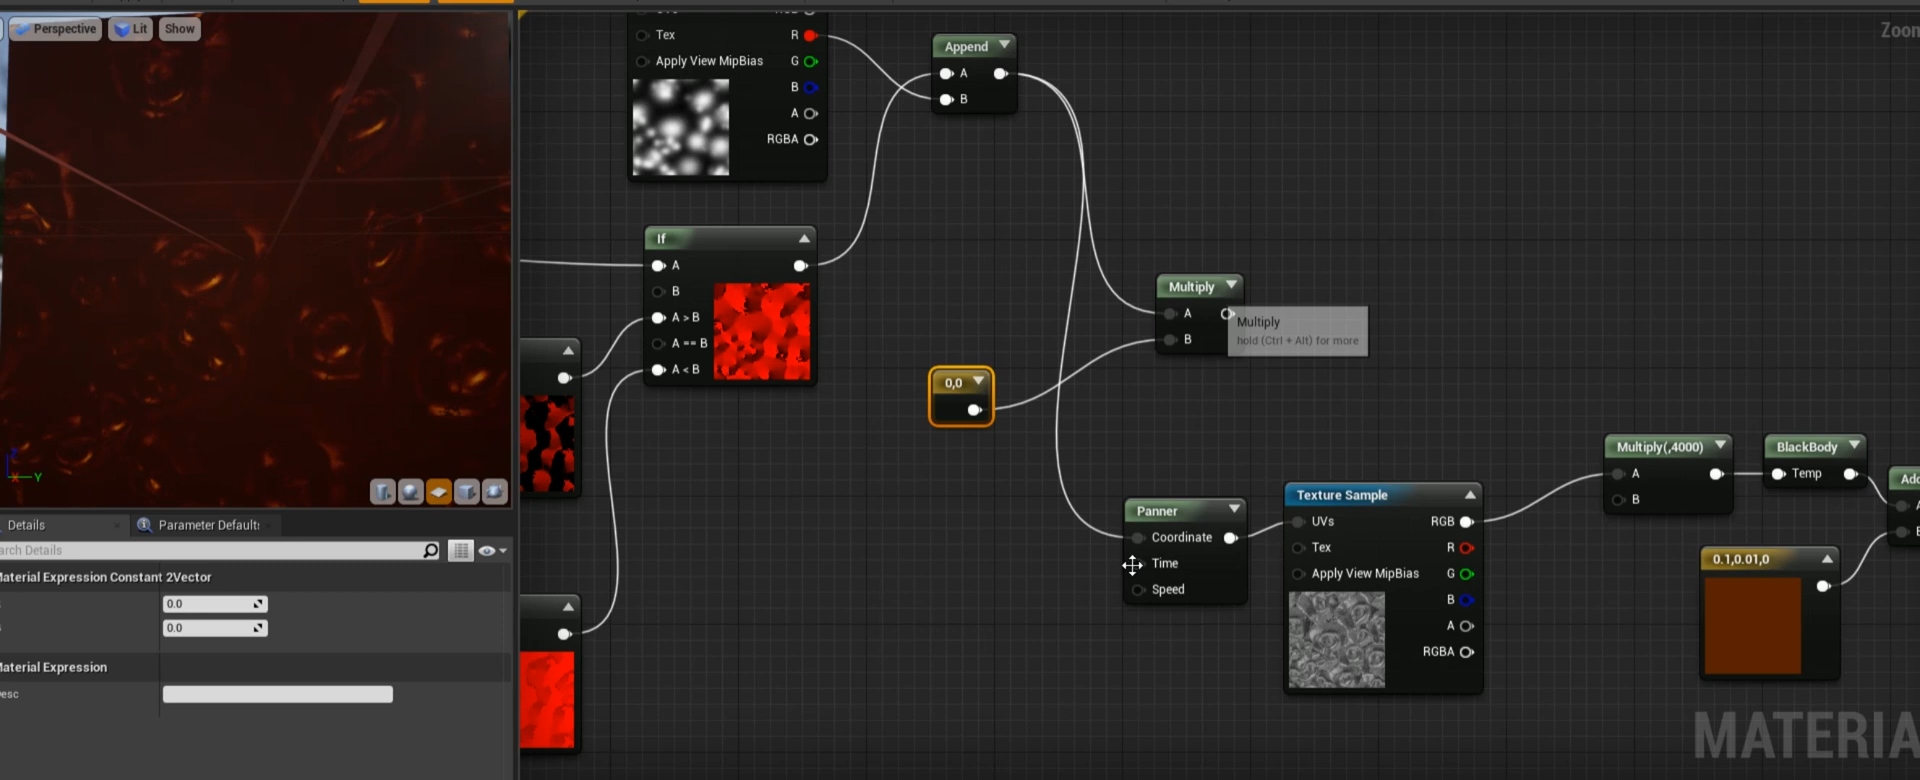 Perspective
Lit
Show
Zoom
Tex
R
Apply View MipBias
G
B
A
RGBA
Append
A
B
If
A
B
A > B
A == B
A < B
Multiply
A
B
Multiply
hold (Ctrl + Alt) for more
0,0
Panner
Coordinate
Time
Speed
Texture Sample
UVs
RGB
Tex
R
Apply View MipBias
G
B
A
RGBA
Multiply(,4000)
A
B
BlackBody
Temp
Add
A
B
0.1,0.01,0
Z
Y
Details
Parameter Defaults
arch Details
Material Expression Constant 2Vector
0.0
0.0
Material Expression
esc
MATERIA